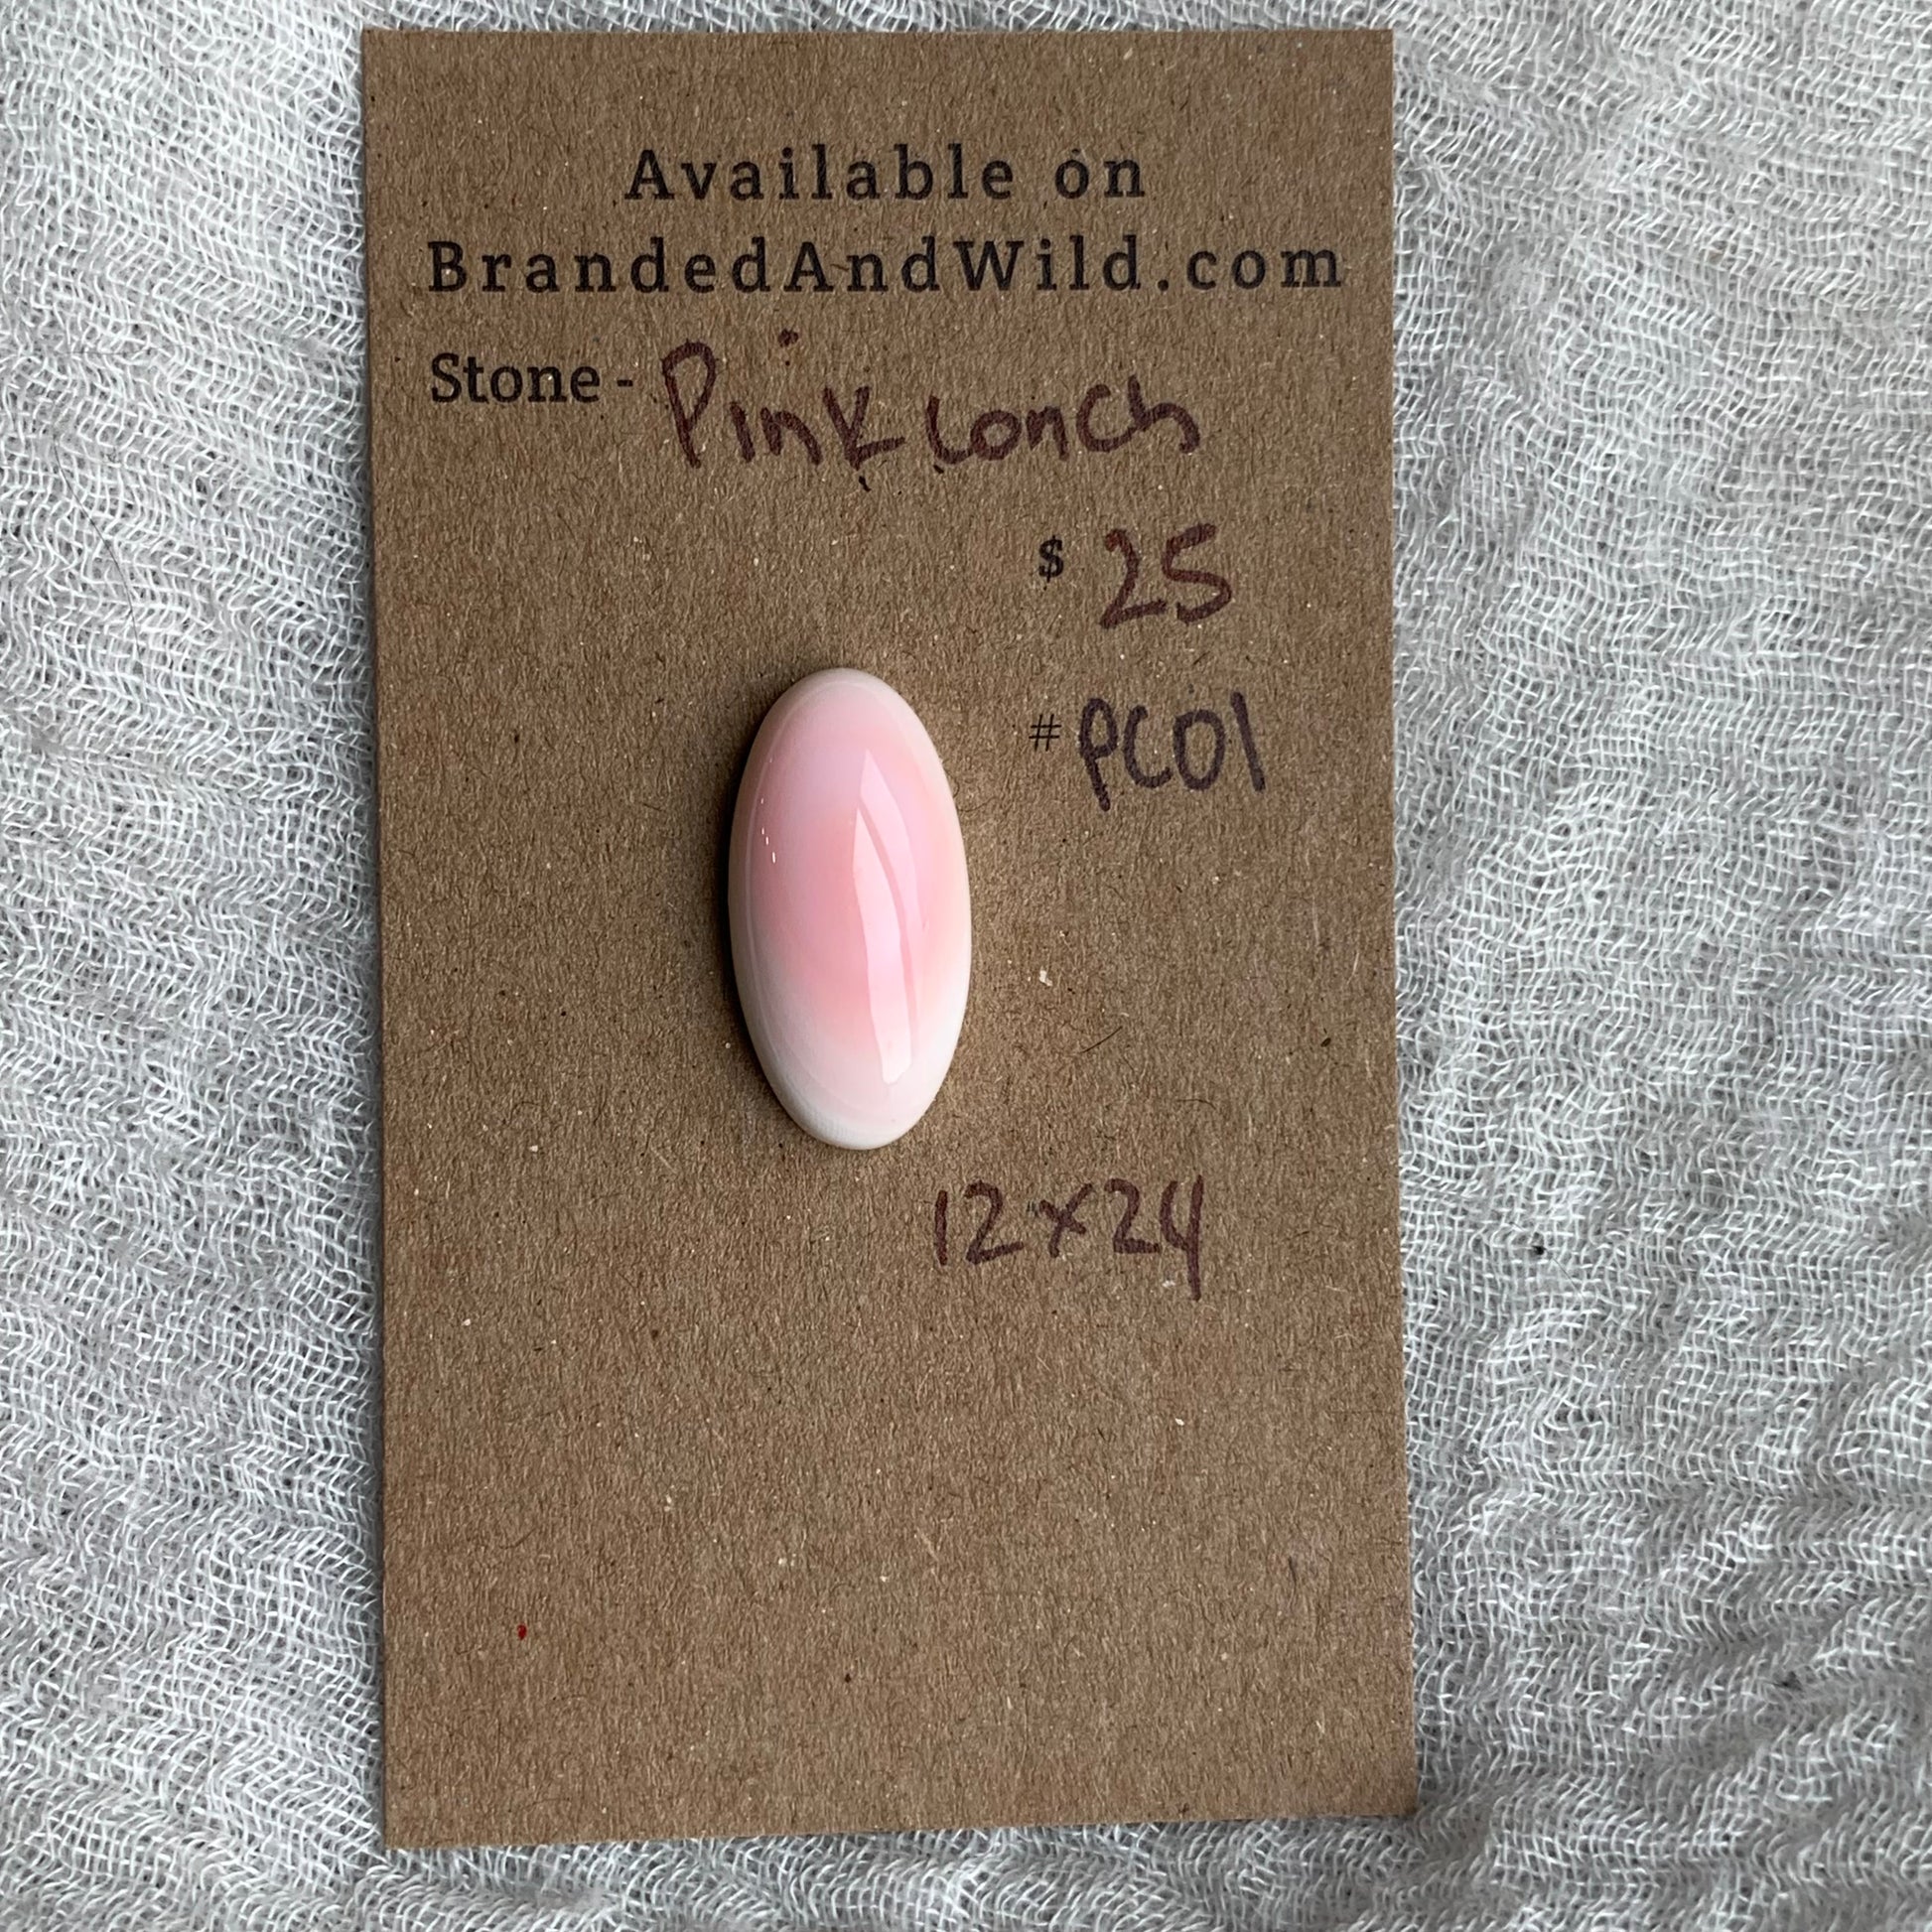 Available on
BrandedAndWild.com
Stone - Pink Conch
$ 25
# PC01
12x24